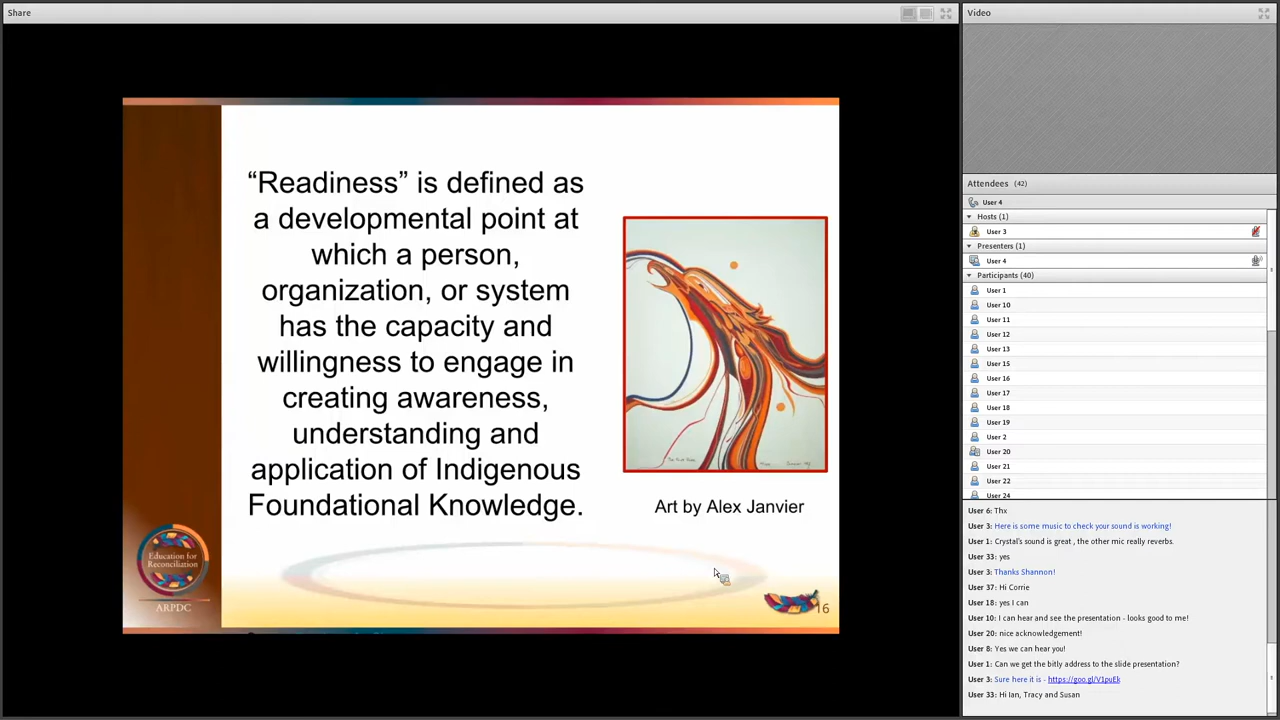 Share
“Readiness” is defined as
a developmental point at
which a person,
organization, or system
has the capacity and
willingness to engage in
creating awareness,
understanding and
application of Indigenous
Foundational Knowledge.
Art by Alex Janvier
Education for
Reconciliation
ARPDC
16
Video
Attendees (42)
User 4
Hosts (1)
User 3
Presenters (1)
User 4
Participants (40)
User 1
User 10
User 11
User 12
User 13
User 15
User 16
User 17
User 18
User 19
User 2
User 20
User 21
User 22
User 24
User 6: Thx
User 3: Here is some music to check your sound is working!
User 1: Crystal's sound is great , the other mic really reverbs.
User 33: yes
User 3: Thanks Shannon!
User 37: Hi Corrie
User 18: yes I can
User 10: I can hear and see the presentation - looks good to me!
User 20: nice acknowledgement!
User 8: Yes we can hear you!
User 1: Can we get the bitly address to the slide presentation?
User 3: Sure here it is - https://goo.gl/V1puEk
User 33: Hi Ian, Tracy and Susan